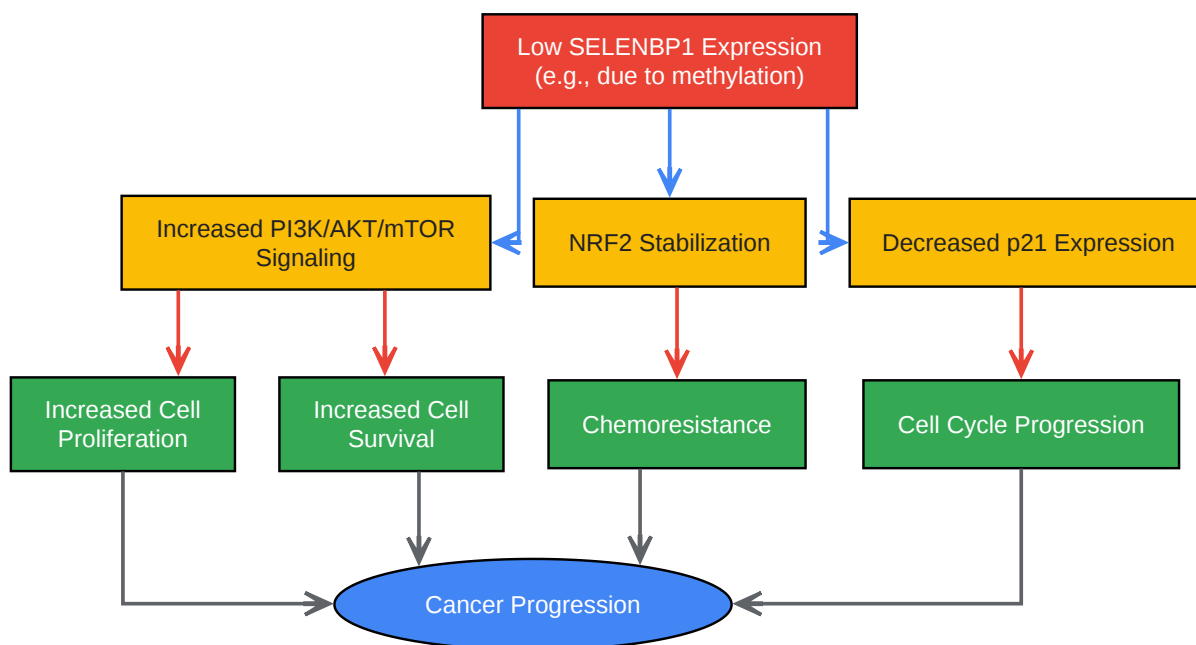 Low SELENBP1 Expression
(e.g., due to methylation)
Increased PI3K/AKT/mTOR
Signaling
NRF2 Stabilization
Decreased p21 Expression
Increased Cell
Proliferation
Increased Cell
Survival
Chemoresistance
Cell Cycle Progression
Cancer Progression